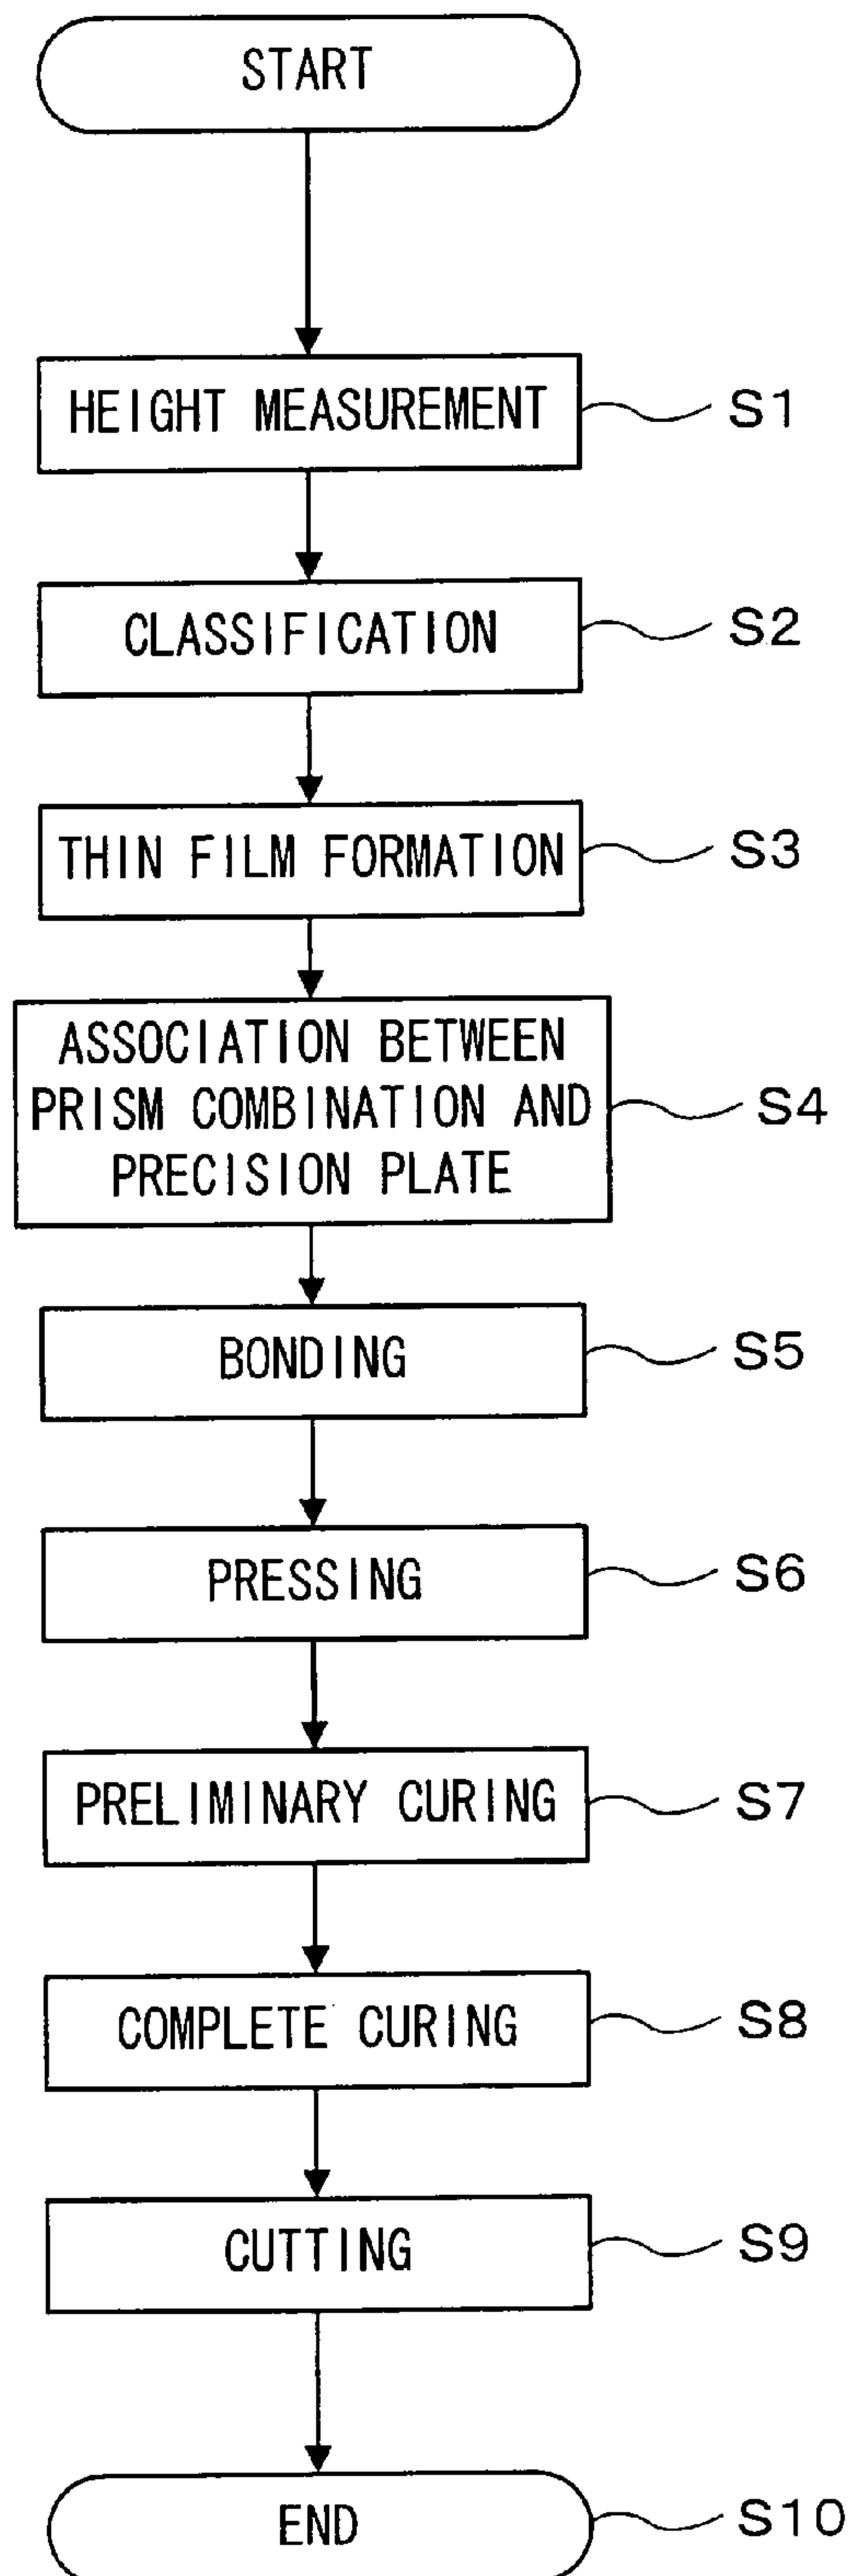 START
HEIGHT MEASUREMENT
S1
CLASSIFICATION
S2
THIN FILM FORMATION
S3
ASSOCIATION BETWEEN
PRISM COMBINATION AND
PRECISION PLATE
S4
BONDING
S5
PRESSING
S6
PRELIMINARY CURING
S7
COMPLETE CURING
S8
CUTTING
S9
END
S10